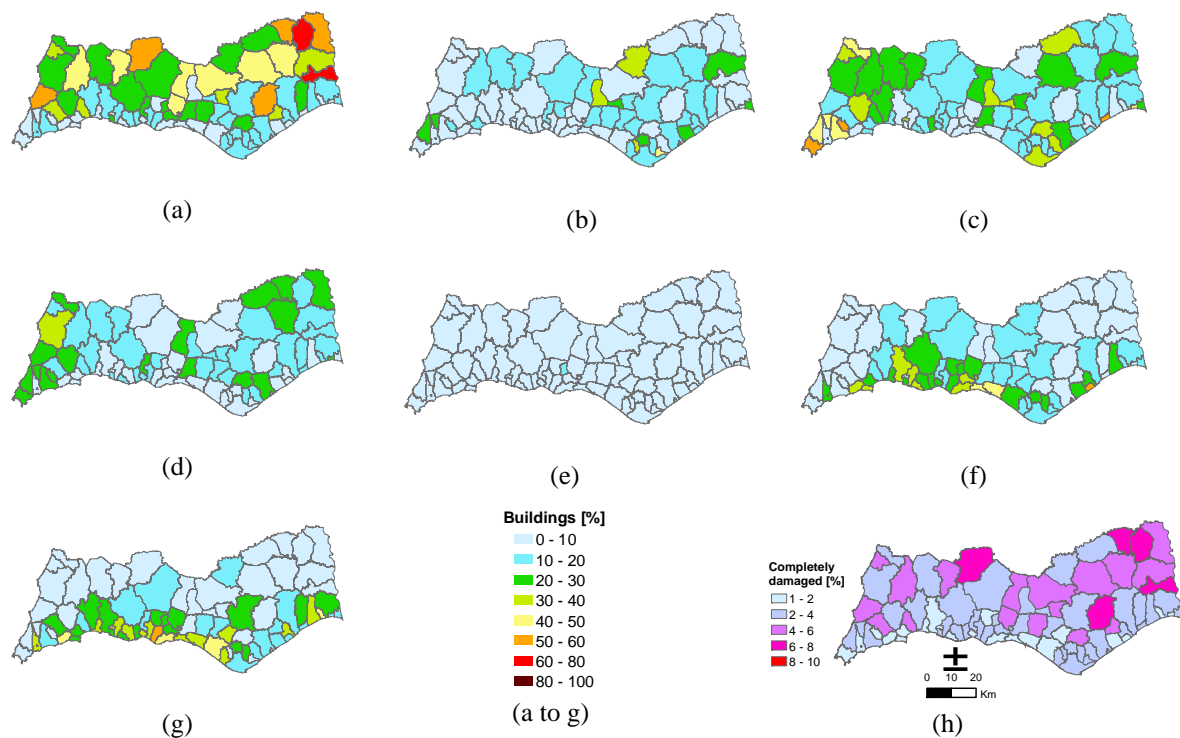 (a)
(b)
(c)
(d)
(e)
(f)
Buildings [%]
0 - 10
10 - 20
20 - 30
30 - 40
40 - 50
50 - 60
60 - 80
80 - 100
(a to g)
(g)
Completely
damaged [%]
1 - 2
2 - 4
4 - 6
6 - 8
8 - 10
0 10 20
Km
(h)